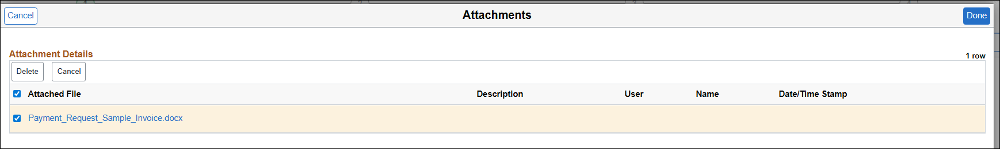 Cancel
Attachments
Done
Attachment Details
1 row
Delete
Cancel
Attached File
Description
User
Name
Date/Time Stamp
Payment_Request_Sample_Invoice.docx